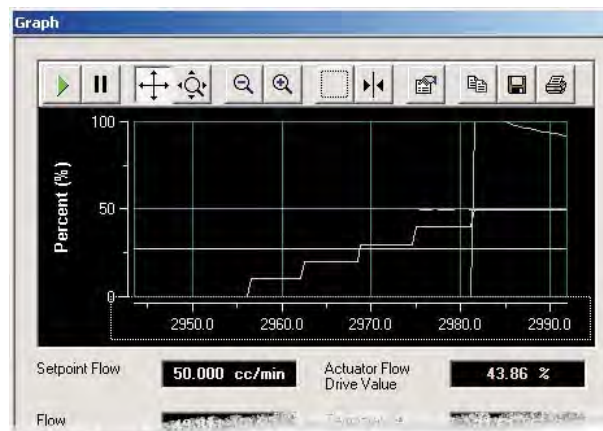 Graph
100
50
0
Percent (%)
2950.0 2960.0 2970.0 2980.0 2990.0
Setpoint Flow 50.000 cc/min Actuator Flow Drive Value 43.86 %
Flow